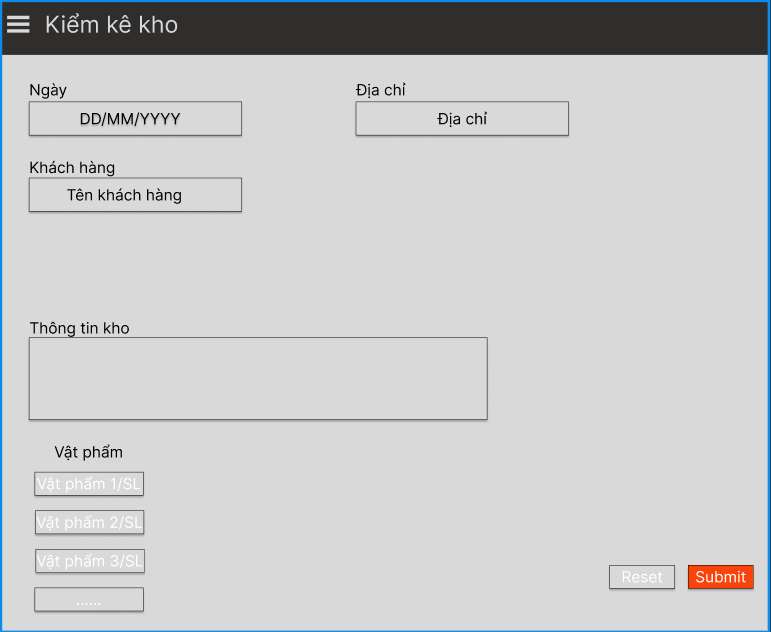 Kiểm kê kho
Ngày
Địa chỉ
DD/MM/YYYY
Địa chỉ
Khách hàng
Tên khách hàng
Thông tin kho
Vật phẩm
Vật phẩm 1/SL
Vật phẩm 2/SL
Vật phẩm 3/SL
......
Reset
Submit